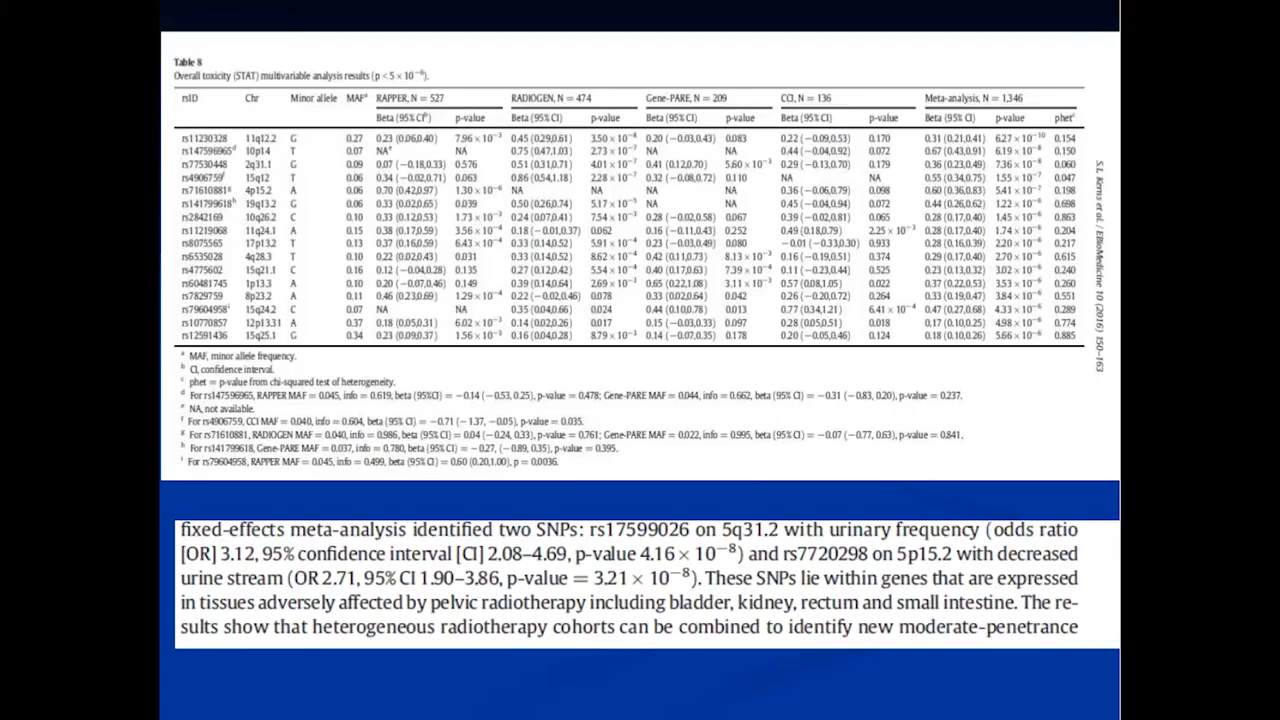 Table 8
Overall toxicity (STAT) multivariable analysis results (p < 5 × 10⁻⁶).
rsID Chr Minor allele MAFᵃ RAPPER, N = 527 RADIOGEN, N = 474 Gene-PARE, N = 209 CCI, N = 136 Meta-analysis, N = 1,346
Beta (95% CIᵇ) p-value Beta (95% CI) p-value Beta (95% CI) p-value Beta (95% CI) p-value Beta (95% CI) p-value phetᶜ
rs11230328 11q12.2 G 0.27 0.23 (0.06,0.40) 7.96 × 10⁻³ 0.45 (0.29,0.61) 3.50 × 10⁻⁸ 0.20 (−0.03,0.43) 0.083 0.22 (−0.09,0.53) 0.170 0.31 (0.21,0.41) 6.27 × 10⁻¹⁰ 0.154
rs147596965ᵈ 10p14 T 0.07 NAᵉ NA 0.75 (0.47,1.03) 2.73 × 10⁻⁷ NA NA 0.44 (−0.04,0.92) 0.072 0.67 (0.43,0.91) 6.19 × 10⁻⁸ 0.150
rs77530448 2q31.1 G 0.09 0.07 (−0.18,0.33) 0.576 0.51 (0.31,0.71) 4.01 × 10⁻⁷ 0.41 (0.12,0.70) 5.60 × 10⁻³ 0.29 (−0.13,0.70) 0.179 0.36 (0.23,0.49) 7.36 × 10⁻⁸ 0.060
rs4906759ᶠ 15q12 T 0.06 0.34 (−0.02,0.71) 0.063 0.86 (0.54,1.18) 2.28 × 10⁻⁷ 0.32 (−0.08,0.72) 0.110 NA NA 0.55 (0.34,0.75) 1.55 × 10⁻⁷ 0.047
rs71610881ᵍ 4p15.2 A 0.06 0.70 (0.42,0.97) 1.30 × 10⁻⁶ NA NA NA NA 0.36 (−0.06,0.79) 0.098 0.60 (0.36,0.83) 5.41 × 10⁻⁷ 0.198
rs141799618ʰ 19q13.2 G 0.06 0.33 (0.02,0.65) 0.039 0.50 (0.26,0.74) 5.17 × 10⁻⁵ NA NA 0.45 (−0.04,0.94) 0.072 0.44 (0.26,0.62) 1.22 × 10⁻⁶ 0.698
rs2842169 10q26.2 C 0.10 0.33 (0.12,0.53) 1.73 × 10⁻³ 0.24 (0.07,0.41) 7.54 × 10⁻³ 0.28 (−0.02,0.58) 0.067 0.39 (−0.02,0.81) 0.065 0.28 (0.17,0.40) 1.45 × 10⁻⁶ 0.863
rs11219068 11q24.1 A 0.15 0.38 (0.17,0.59) 3.56 × 10⁻⁴ 0.18 (−0.01,0.37) 0.062 0.16 (−0.11,0.43) 0.252 0.49 (0.18,0.79) 2.25 × 10⁻³ 0.28 (0.17,0.40) 1.74 × 10⁻⁶ 0.204
rs8075565 17p13.2 T 0.13 0.37 (0.16,0.59) 6.43 × 10⁻⁴ 0.33 (0.14,0.52) 5.91 × 10⁻⁴ 0.23 (−0.03,0.49) 0.080 −0.01 (−0.33,0.30) 0.933 0.28 (0.16,0.39) 2.20 × 10⁻⁶ 0.217
rs6535028 4q28.3 T 0.10 0.22 (0.02,0.43) 0.031 0.33 (0.14,0.52) 8.62 × 10⁻⁴ 0.42 (0.11,0.73) 8.13 × 10⁻³ 0.16 (−0.19,0.51) 0.374 0.29 (0.17,0.40) 2.70 × 10⁻⁶ 0.615
rs4775602 15q21.1 C 0.16 0.12 (−0.04,0.28) 0.135 0.27 (0.12,0.42) 5.54 × 10⁻⁴ 0.40 (0.17,0.63) 7.39 × 10⁻⁴ 0.11 (−0.23,0.44) 0.525 0.23 (0.13,0.32) 3.02 × 10⁻⁶ 0.240
rs60481745 1p13.3 A 0.10 0.20 (−0.07,0.46) 0.149 0.39 (0.14,0.64) 2.69 × 10⁻³ 0.65 (0.22,1.08) 3.11 × 10⁻³ 0.57 (0.08,1.05) 0.022 0.37 (0.22,0.53) 3.53 × 10⁻⁶ 0.260
rs7829759 8p23.2 A 0.11 0.46 (0.23,0.69) 1.29 × 10⁻⁴ 0.22 (−0.02,0.46) 0.078 0.33 (0.02,0.64) 0.042 0.26 (−0.20,0.72) 0.264 0.33 (0.19,0.47) 3.84 × 10⁻⁶ 0.551
rs79604958ⁱ 15q24.2 C 0.07 NA NA 0.35 (0.04,0.66) 0.024 0.44 (0.10,0.78) 0.013 0.77 (0.34,1.21) 6.41 × 10⁻⁴ 0.47 (0.27,0.68) 4.33 × 10⁻⁶ 0.289
rs10770857 12p13.31 A 0.37 0.18 (0.05,0.31) 6.02 × 10⁻³ 0.14 (0.02,0.26) 0.017 0.15 (−0.03,0.33) 0.097 0.28 (0.05,0.51) 0.018 0.17 (0.10,0.25) 4.98 × 10⁻⁶ 0.774
rs12591436 15q25.1 G 0.34 0.23 (0.09,0.37) 1.56 × 10⁻³ 0.16 (0.04,0.28) 8.79 × 10⁻³ 0.14 (−0.07,0.35) 0.178 0.20 (−0.05,0.46) 0.124 0.18 (0.10,0.26) 5.66 × 10⁻⁶ 0.885
ᵃ MAF, minor allele frequency.
ᵇ CI, confidence interval.
ᶜ phet = p-value from chi-squared test of heterogeneity.
ᵈ For rs147596965, RAPPER MAF = 0.045, info = 0.619, beta (95%CI) = −0.14 (−0.53, 0.25), p-value = 0.478; Gene-PARE MAF = 0.044, info = 0.662, beta (95% CI) = −0.31 (−0.83, 0.20), p-value = 0.237.
ᵉ NA, not available.
ᶠ For rs4906759, CCI MAF = 0.040, info = 0.604, beta (95% CI) = −0.71 (−1.37, −0.05), p-value = 0.035.
ᵍ For rs71610881, RADIOGEN MAF = 0.040, info = 0.986, beta (95% CI) = 0.04 (−0.24, 0.33), p-value = 0.761; Gene-PARE MAF = 0.022, info = 0.995, beta (95% CI) = −0.07 (−0.77, 0.63), p-value = 0.841.
ʰ For rs141799618, Gene-PARE MAF = 0.037, info = 0.780, beta (95% CI) = −0.27, (−0.89, 0.35), p-value = 0.395.
ⁱ For rs79604958, RAPPER MAF = 0.045, info = 0.499, beta (95% CI) = 0.60 (0.20,1.00), p = 0.0036.
S.L. Kerns et al. / EBioMedicine 10 (2016) 150–163
fixed-effects meta-analysis identified two SNPs: rs17599026 on 5q31.2 with urinary frequency (odds ratio
[OR] 3.12, 95% confidence interval [CI] 2.08–4.69, p-value 4.16 × 10⁻⁸) and rs7720298 on 5p15.2 with decreased
urine stream (OR 2.71, 95% CI 1.90–3.86, p-value = 3.21 × 10⁻⁸). These SNPs lie within genes that are expressed
in tissues adversely affected by pelvic radiotherapy including bladder, kidney, rectum and small intestine. The re-
sults show that heterogeneous radiotherapy cohorts can be combined to identify new moderate-penetrance